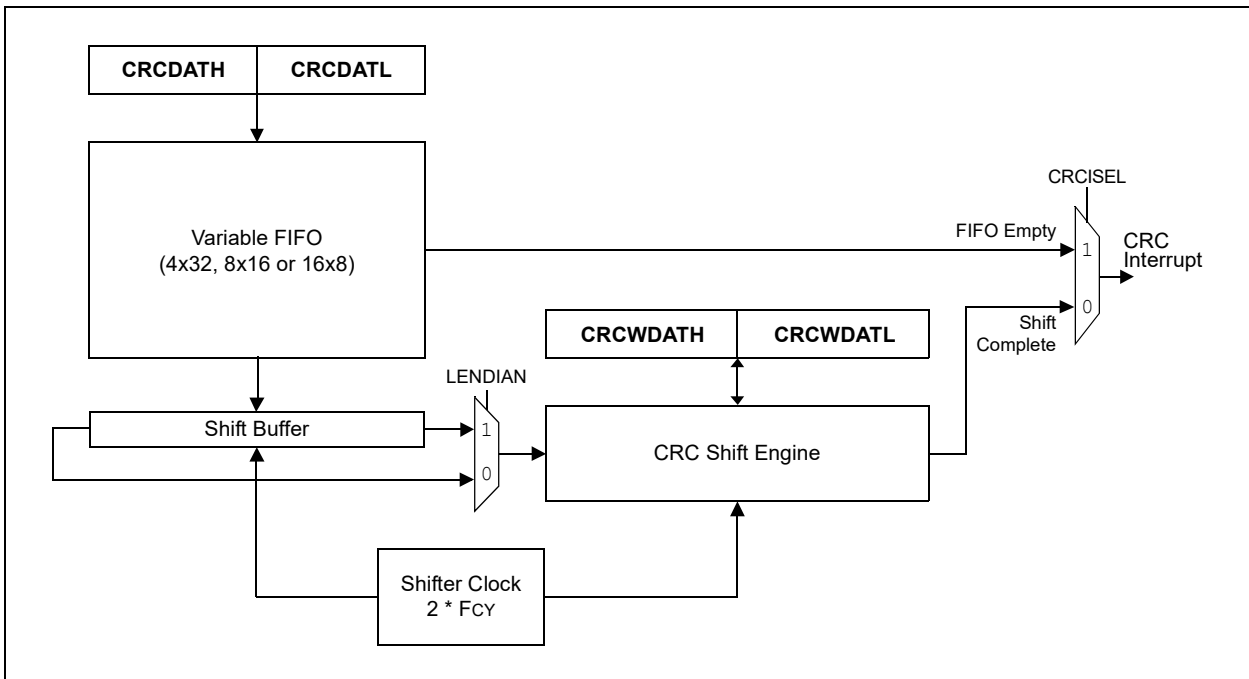 CRCDATH CRCDATL
Variable FIFO
(4x32, 8x16 or 16x8)
CRCISEL
FIFO Empty
1
CRC
Interrupt
0
Shift
Complete
CRCWDATH CRCWDATL
LENDIAN
Shift Buffer
1
0
CRC Shift Engine
Shifter Clock
2 * FCY